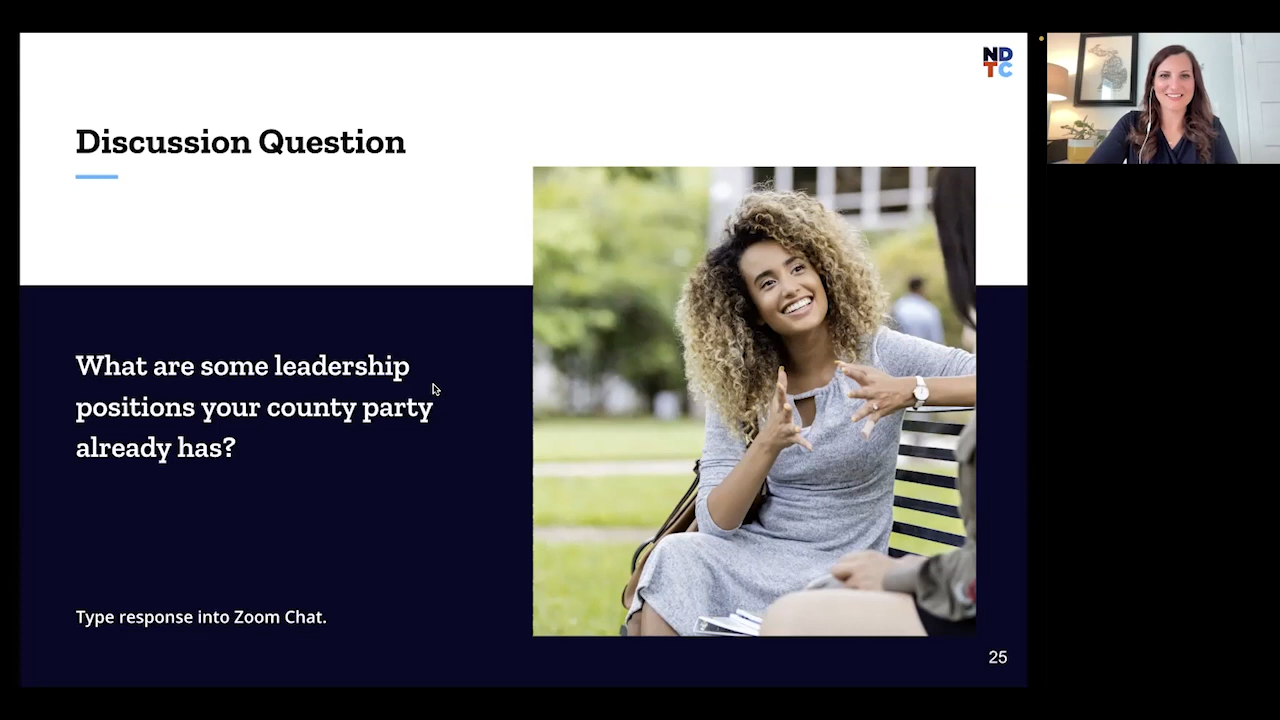 ND
TC
Discussion Question
What are some leadership
positions your county party
already has?
Type response into Zoom Chat.
25